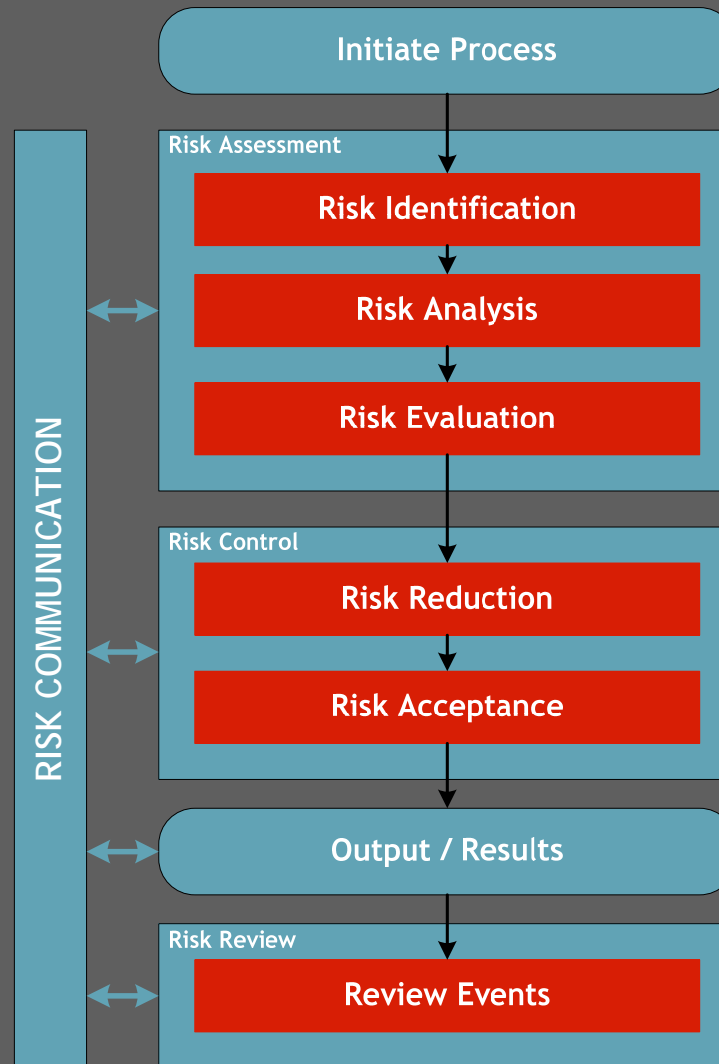 Initiate Process
Risk Assessment
Risk Identification
Risk Analysis
Risk Evaluation
RISK COMMUNICATION
Risk Control
Risk Reduction
Risk Acceptance
Output / Results
Risk Review
Review Events